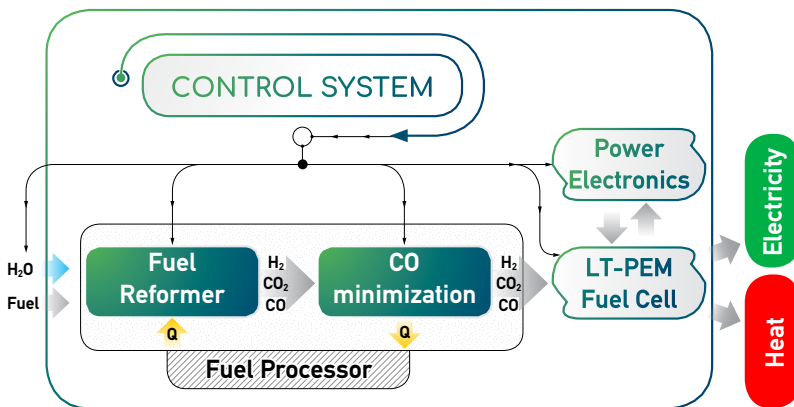 CONTROL SYSTEM
Power
Electronics
Electricity
H₂O
Fuel
Fuel
Reformer
H₂
CO₂
CO
CO
minimization
H₂
CO₂
CO
LT-PEM
Fuel Cell
Q
Q
Fuel Processor
Heat